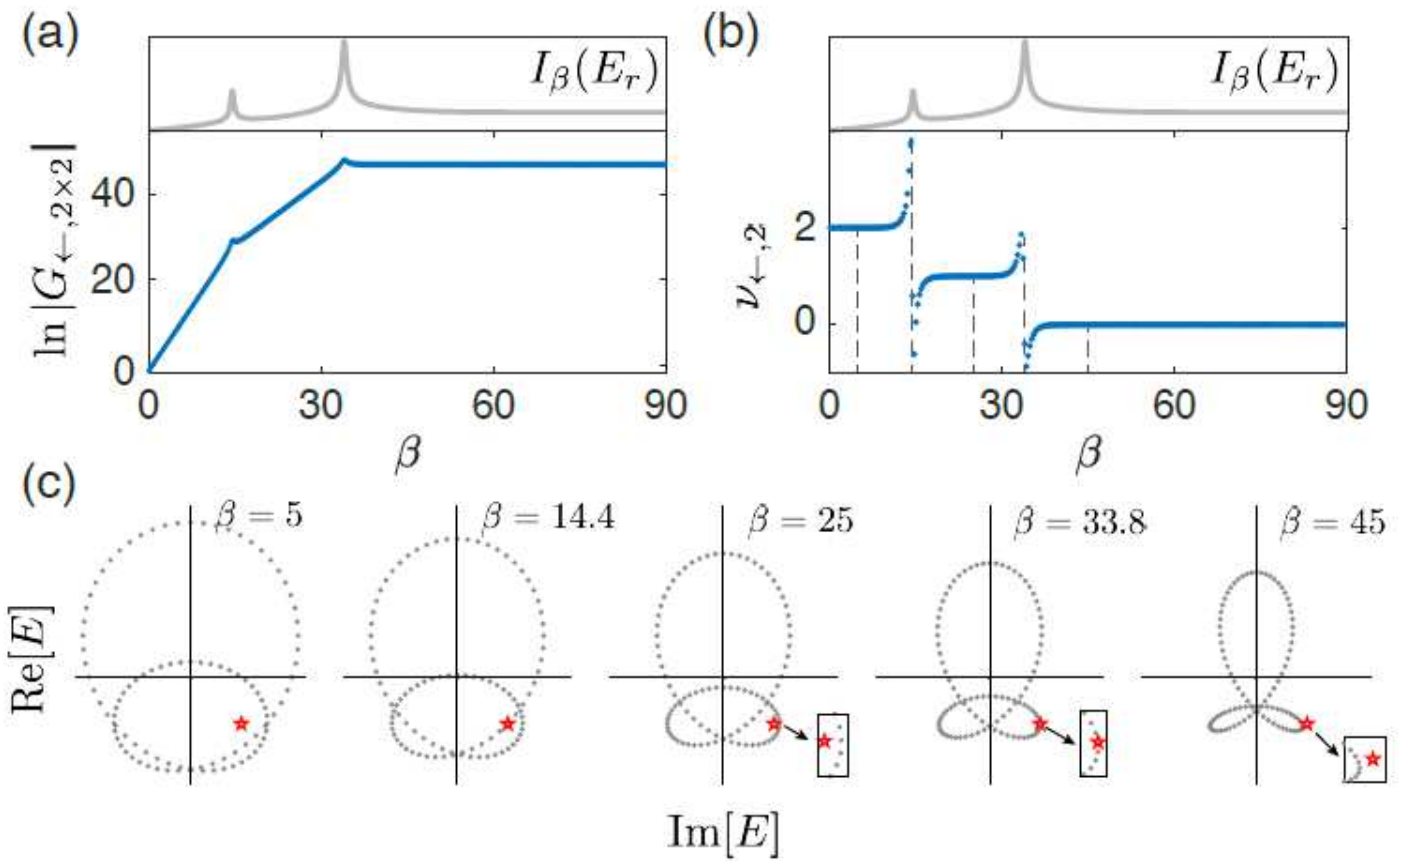 (a)
(b)
I_β(E_r)
I_β(E_r)
ln |G_{←,2×2}|
40
20
0
0
30
60
90
β
ν_{←,2}
2
0
0
30
60
90
β
(c)
β = 5
β = 14.4
β = 25
β = 33.8
β = 45
Re[E]
Im[E]